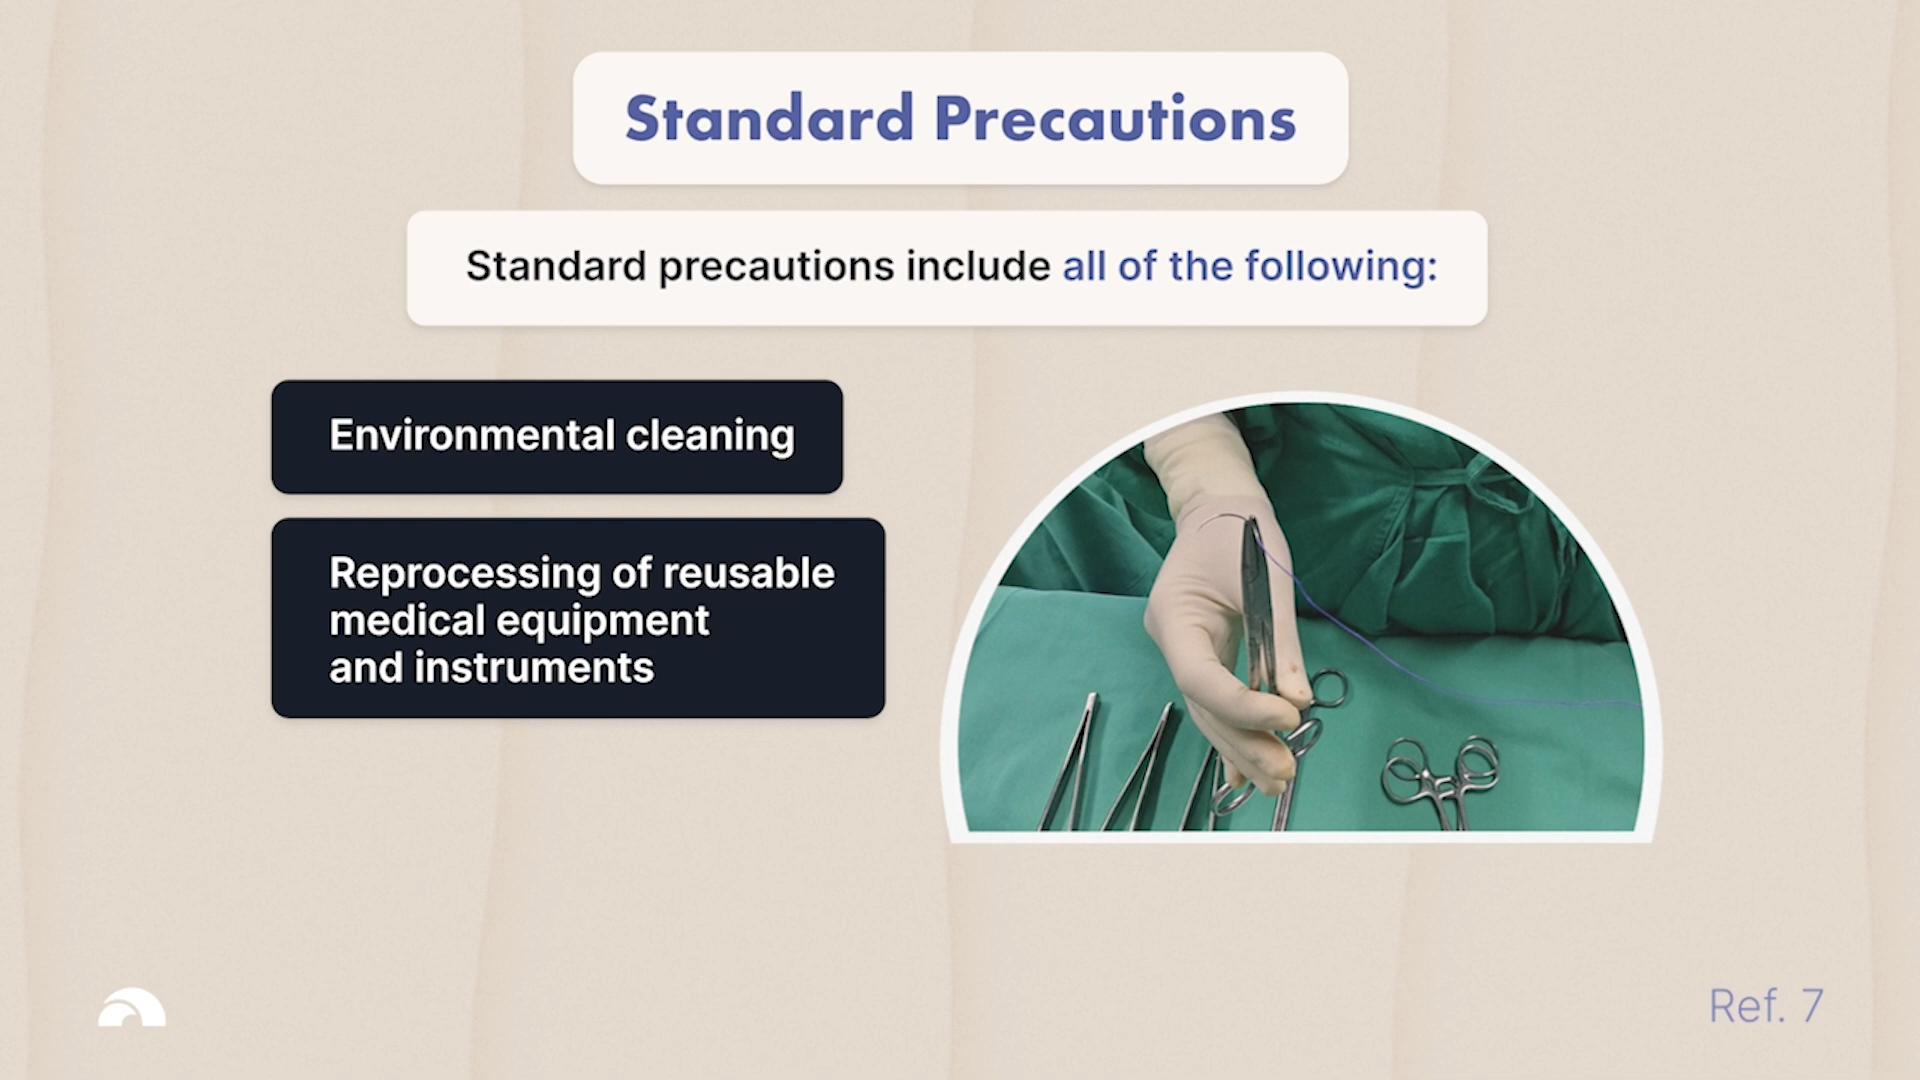 Standard Precautions
Standard precautions include all of the following:
Environmental cleaning
Reprocessing of reusable
medical equipment
and instruments
Ref. 7